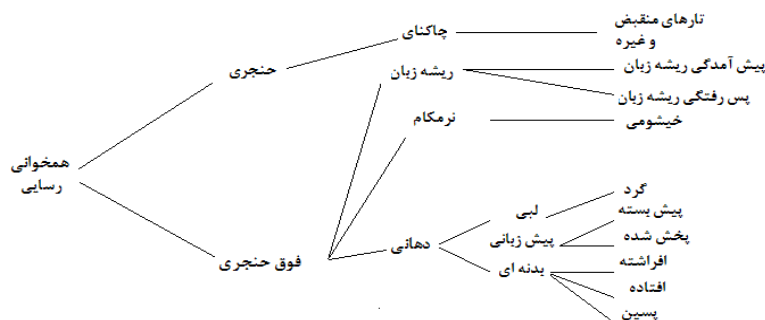 همخوانی
رسایی
حنجری
فوق حنجری
چاکنای
ریشه زبان
نرمکام
دهانی
لبی
پیش زبانی
بدنه ای
تارهای منقبض
و غیره
پیش آمدگی ریشه زبان
پس رفتگی ریشه زبان
خیشومی
گرد
پیش بسته
پخش شده
افراشته
افتاده
پسین